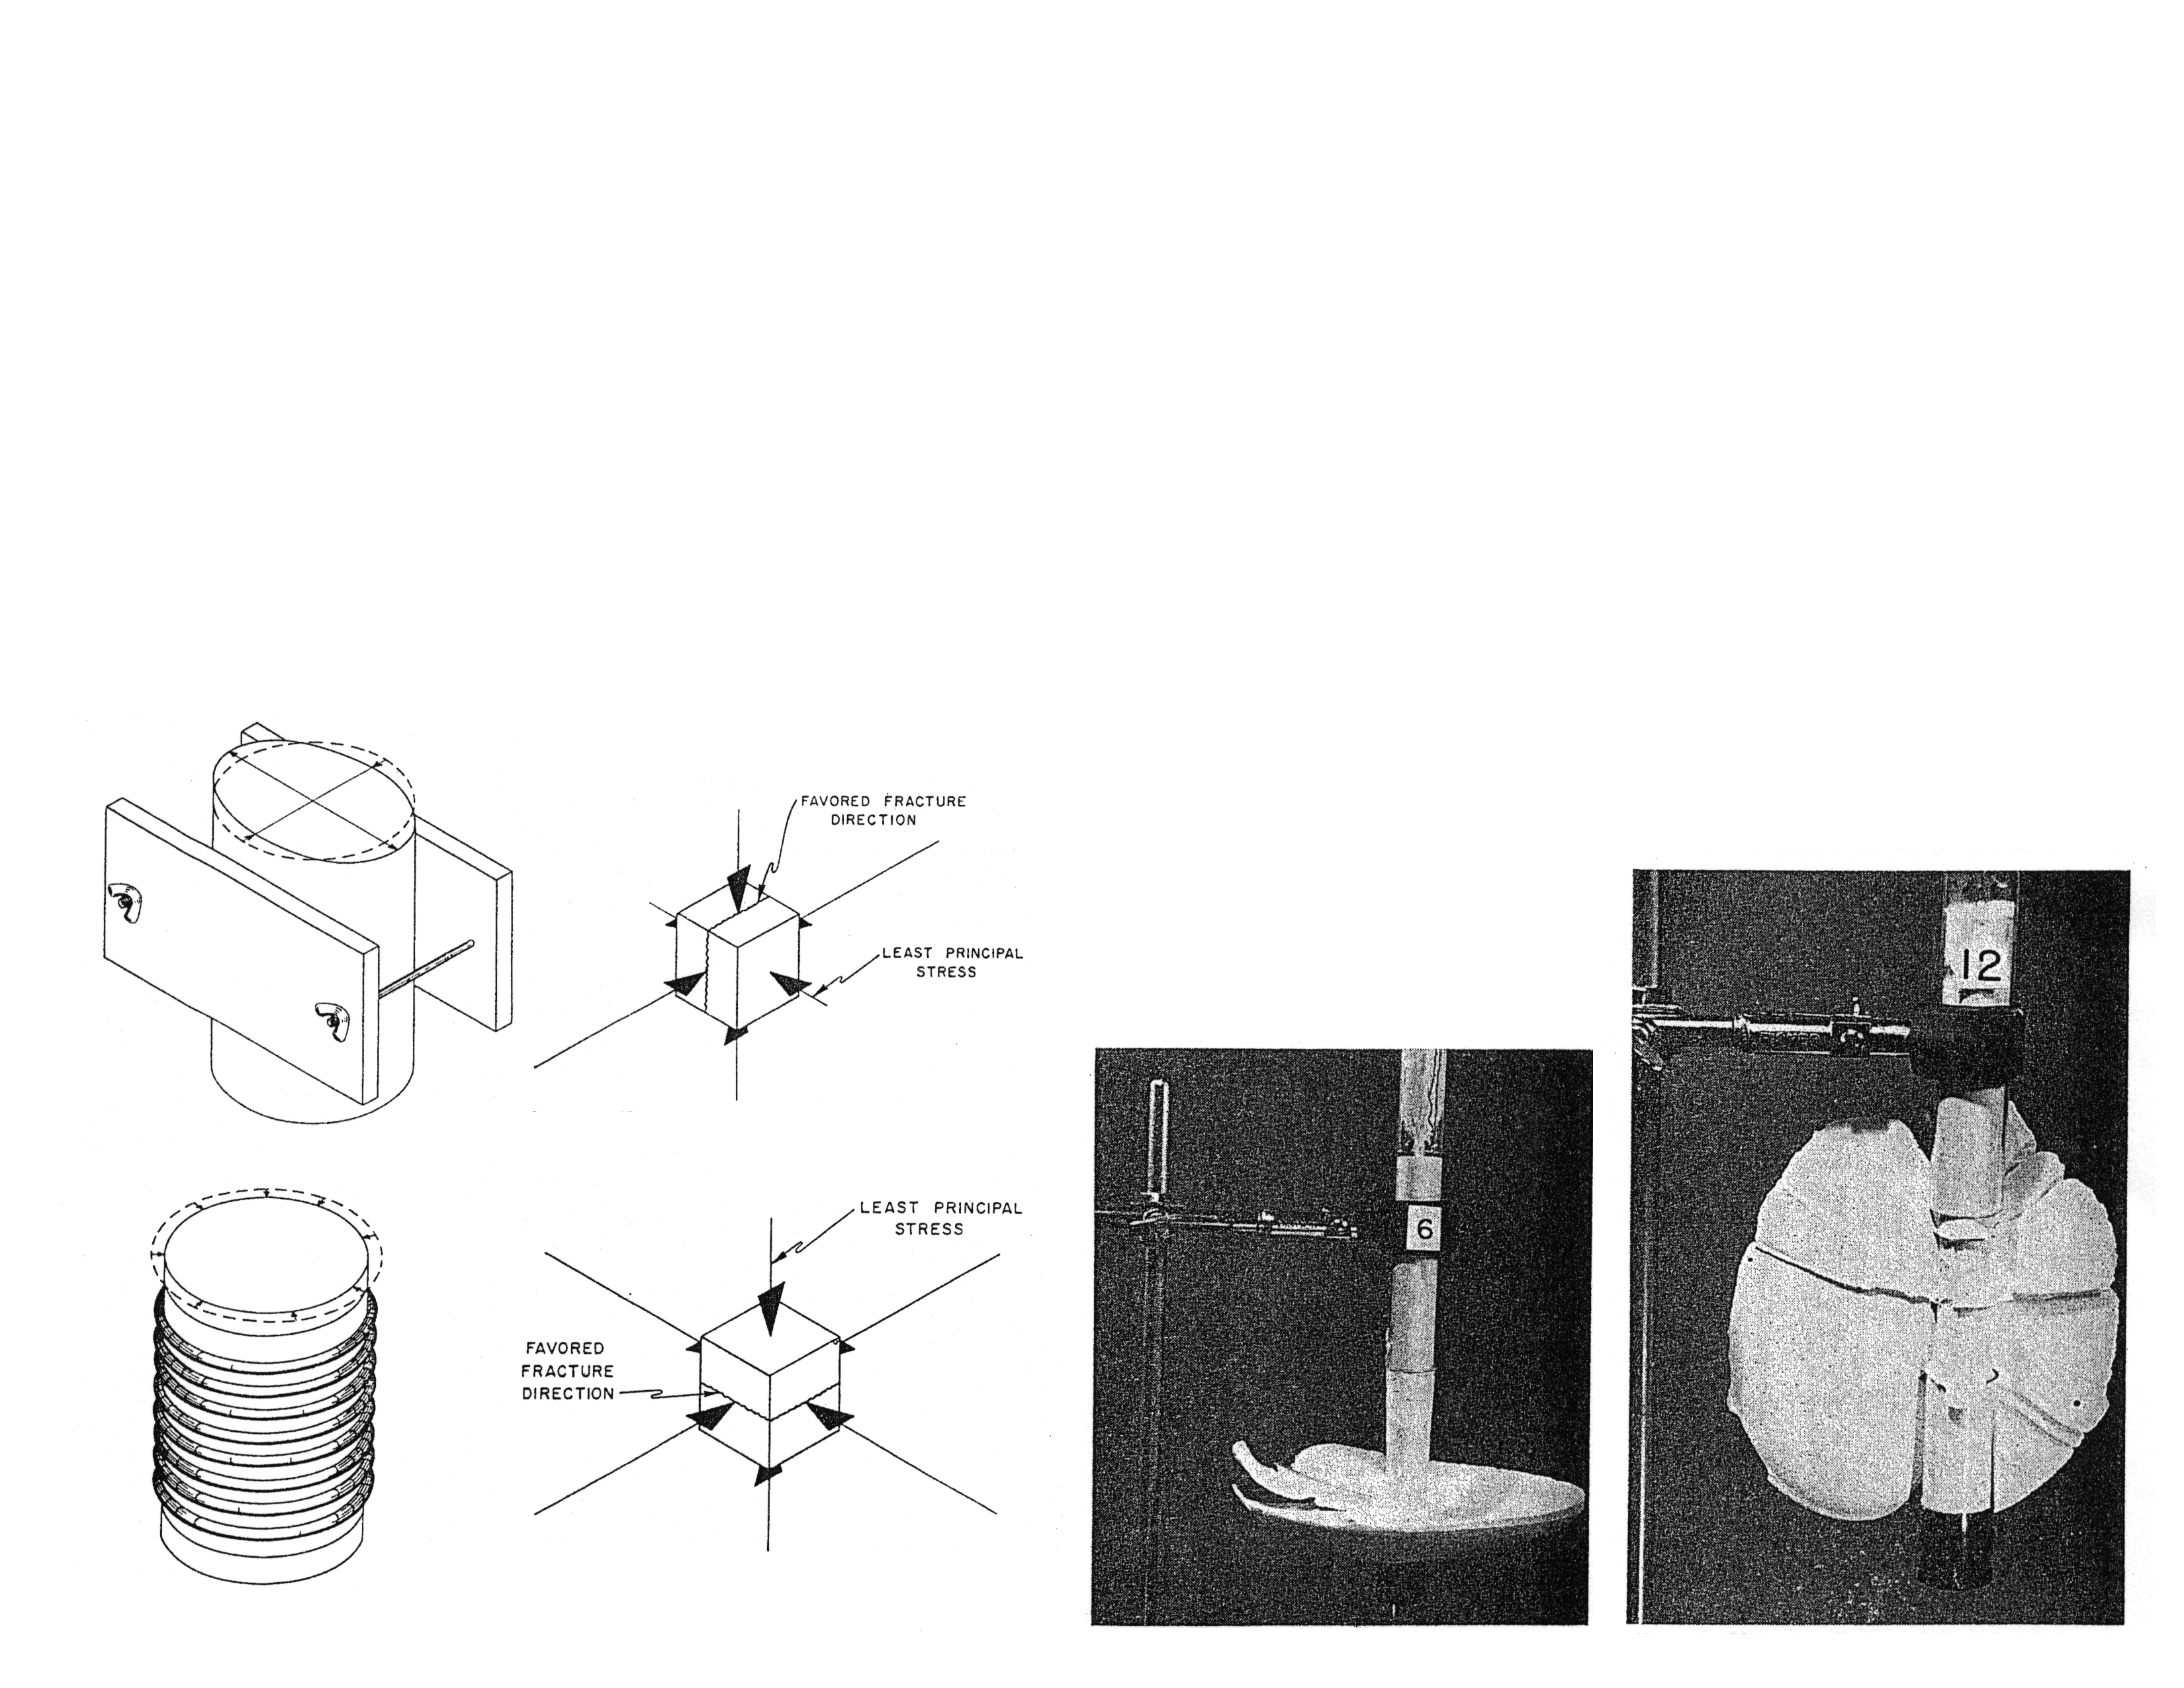 FAVORED FRACTURE
DIRECTION
LEAST PRINCIPAL
STRESS
LEAST PRINCIPAL
STRESS
FAVORED
FRACTURE
DIRECTION
6
12